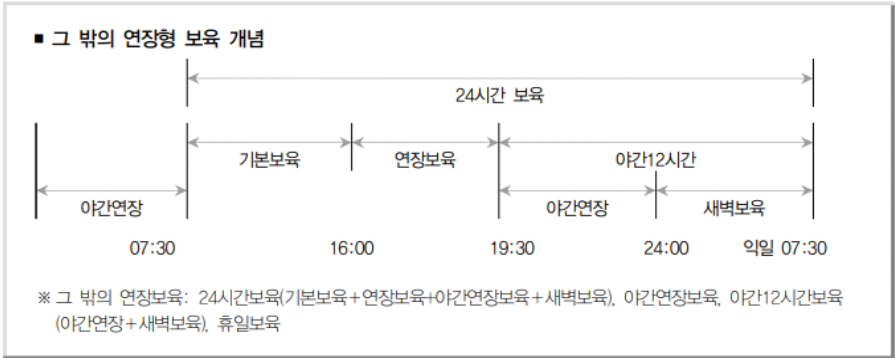 ■ 그 밖의 연장형 보육 개념
24시간 보육
기본보육 연장보육 야간12시간
야간연장 야간연장 새벽보육
07:30 16:00 19:30 24:00 익일 07:30
※ 그 밖의 연장보육: 24시간보육(기본보육+연장보육+야간연장보육+새벽보육), 야간연장보육, 야간12시간보육
(야간연장+새벽보육), 휴일보육